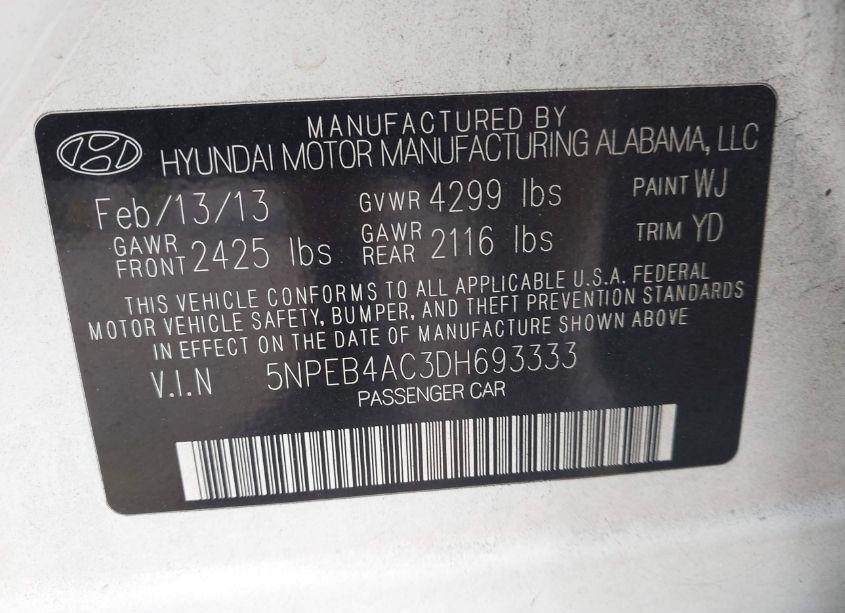 MANUFACTURED BY
HYUNDAI MOTOR MANUFACTURING ALABAMA, LLC
Feb/13/13 GVWR 4299 lbs PAINT WJ
GAWR FRONT 2425 lbs GAWR REAR 2116 lbs TRIM YD
THIS VEHICLE CONFORMS TO ALL APPLICABLE U.S.A. FEDERAL
MOTOR VEHICLE SAFETY, BUMPER, AND THEFT PREVENTION STANDARDS
IN EFFECT ON THE DATE OF MANUFACTURE SHOWN ABOVE
V.I.N 5NPEB4AC3DH693333
PASSENGER CAR